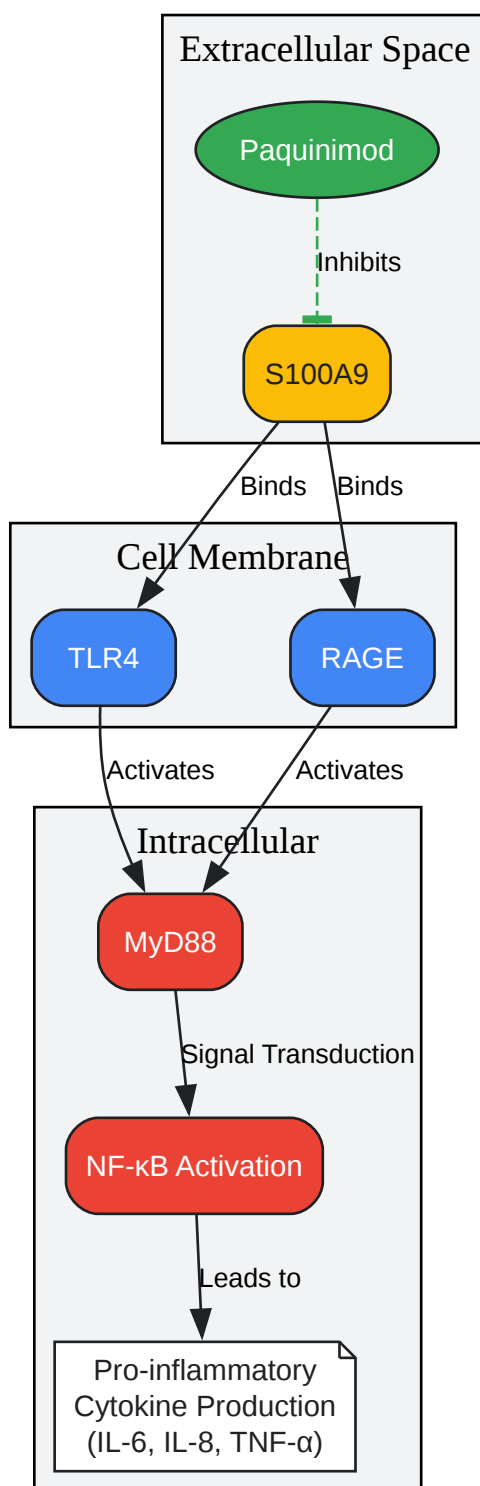 Extracellular Space
Paquinimod
Inhibits
S100A9
Binds
Binds
Cell Membrane
TLR4
RAGE
Activates
Activates
Intracellular
MyD88
Signal Transduction
NF-κB Activation
Leads to
Pro-inflammatory
Cytokine Production
(IL-6, IL-8, TNF-α)